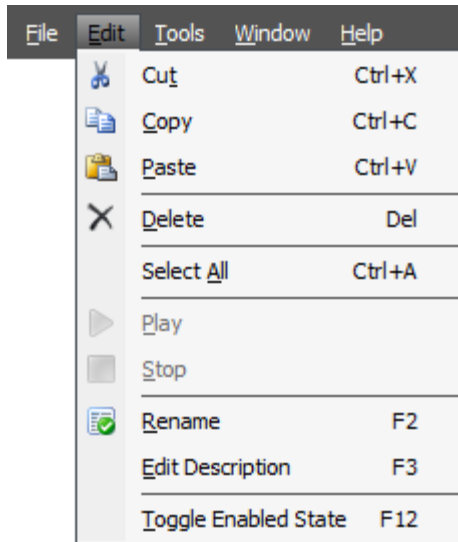 File Edit Tools Window Help
Cut Ctrl+X
Copy Ctrl+C
Paste Ctrl+V
Delete Del
Select All Ctrl+A
Play
Stop
Rename F2
Edit Description F3
Toggle Enabled State F12